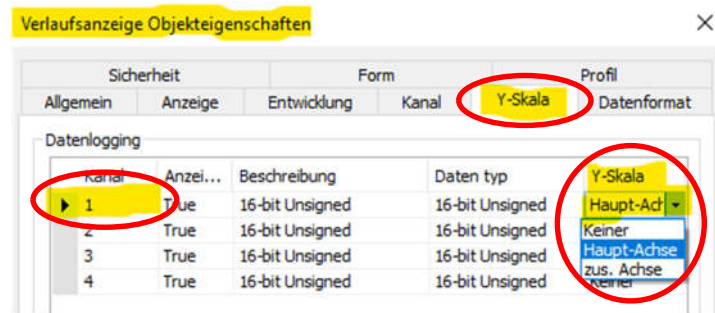 Verlaufsanzeige Objekteigenschaften
Sicherheit Form Profil
Allgemein Anzeige Entwicklung Kanal Y-Skala Datenformat
Datenlogging
Kanal Anzei... Beschreibung Daten typ Y-Skala
1 True 16-bit Unsigned 16-bit Unsigned Haupt-Ach
2 True 16-bit Unsigned 16-bit Unsigned Keiner
3 True 16-bit Unsigned 16-bit Unsigned Haupt-Achse
4 True 16-bit Unsigned 16-bit Unsigned zus. Achse
Keiner